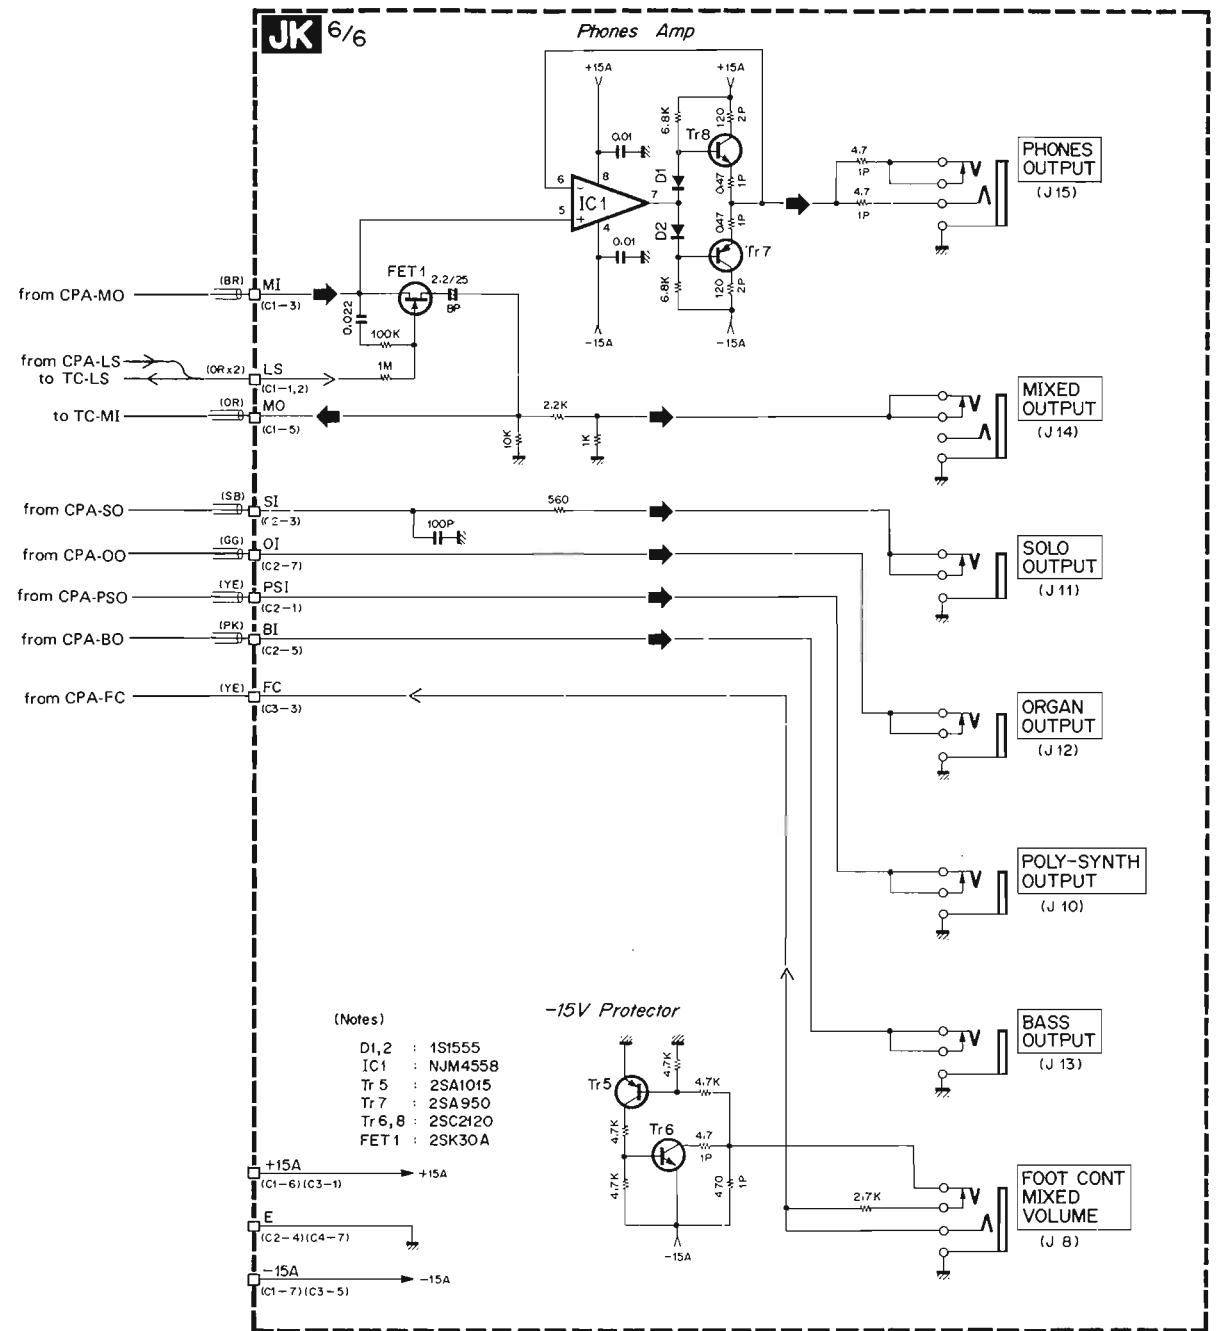 JK 6/6
Phones Amp
+15A
+15A
6.8K
120
2P
Tr8
0.01
D1
0.47
1P
6
8
5
4
7
-
+
IC1
D2
0.47
1P
0.01
Tr7
6.8K
120
2P
-15A
-15A
4.7
1P
4.7
1P
PHONES
OUTPUT
(J15)
from CPA-MO
(BR)
MI
(C1-3)
FET1
2.2/25
BP
0.022
100K
1M
from CPA-LS
to TC-LS
(ORx2)
LS
(C1-1,2)
to TC-MI
(OR)
MO
(C1-5)
10K
2.2K
1K
MIXED
OUTPUT
(J14)
from CPA-SO
(SB)
SI
(C2-3)
100P
560
from CPA-OO
(GG)
OI
(C2-7)
SOLO
OUTPUT
(J11)
from CPA-PSO
(YE)
PSI
(C2-1)
from CPA-BO
(PK)
BI
(C2-5)
from CPA-FC
(YE)
FC
(C3-3)
ORGAN
OUTPUT
(J12)
POLY-SYNTH
OUTPUT
(J 10)
-15V Protector
BASS
OUTPUT
(J 13)
(Notes)
D1,2 : 1S1555
IC1 : NJM4558
Tr 5 : 2SA1015
Tr7 : 2SA950
Tr6,8 : 2SC2120
FET 1 : 2SK30A
Tr5
4.7K
4.7K
4.7K
Tr6
4.7
1P
4.7K
470
1P
-15A
2.7K
FOOT CONT
MIXED
VOLUME
(J 8)
+15A
(C1-6)(C3-1)
+15A
E
(C2-4)(C4-7)
-15A
(C1-7)(C3-5)
-15A